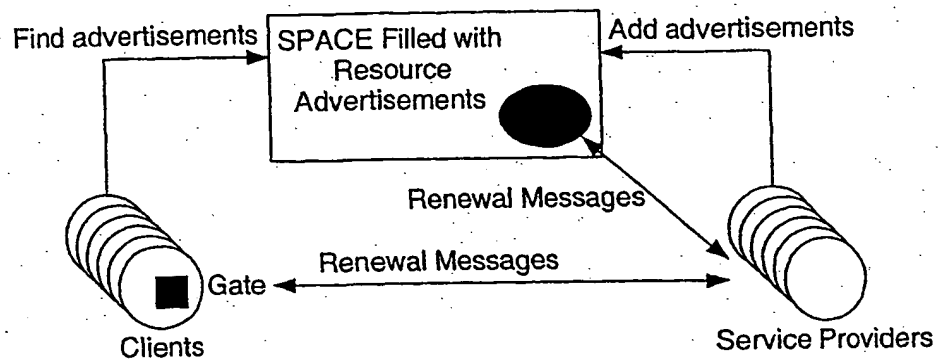 Find advertisements
SPACE Filled with
Resource
Advertisements
Add advertisements
Renewal Messages
Renewal Messages
Gate
Clients
Service Providers